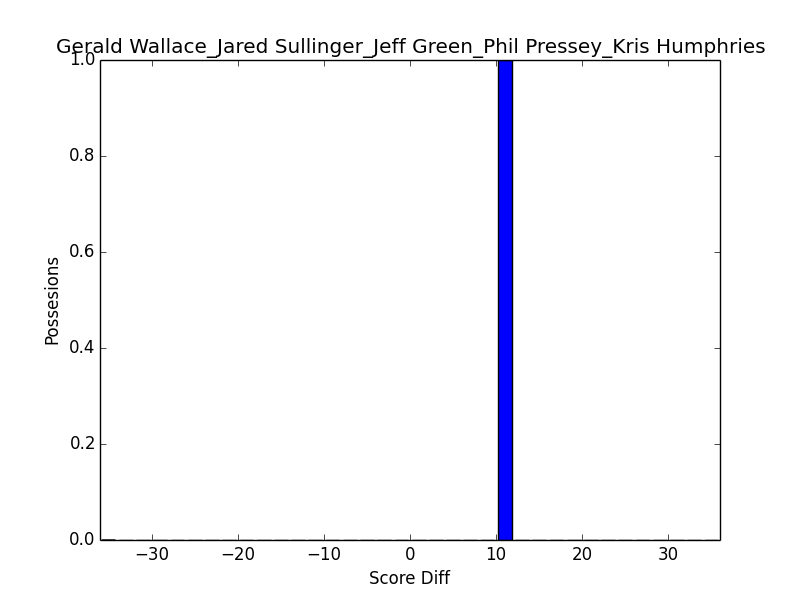 Gerald Wallace_Jared Sullinger_Jeff Green_Phil Pressey_Kris Humphries
1.0
0.8
0.6
0.4
0.2
0.0
Possesions
−30 −20 −10 0 10 20 30
Score Diff